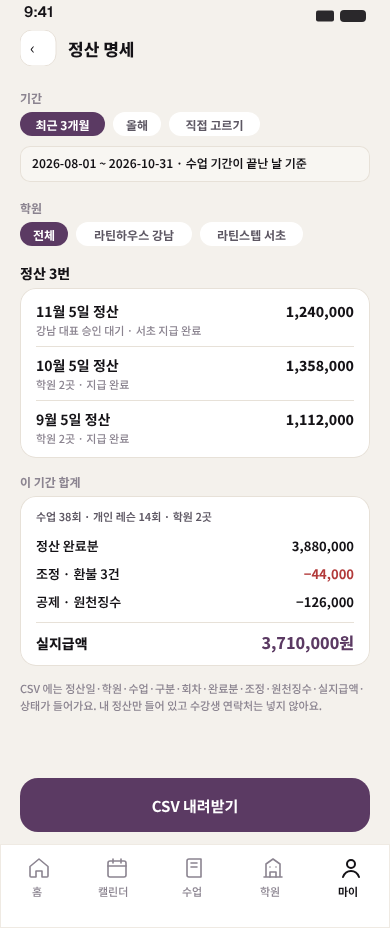 9:41
‹ 정산 명세
기간
최근 3개월 올해 직접 고르기
2026-08-01 ~ 2026-10-31 · 수업 기간이 끝난 날 기준
학원
전체 라틴하우스 강남 라틴스텝 서초
정산 3번
11월 5일 정산 1,240,000
강남 대표 승인 대기 · 서초 지급 완료
10월 5일 정산 1,358,000
학원 2곳 · 지급 완료
9월 5일 정산 1,112,000
학원 2곳 · 지급 완료
이 기간 합계
수업 38회 · 개인 레슨 14회 · 학원 2곳
정산 완료분 3,880,000
조정 · 환불 3건 −44,000
공제 · 원천징수 −126,000
실지급액 3,710,000원
CSV 에는 정산일·학원·수업·구분·회차·완료분·조정·원천징수·실지급액·
상태가 들어가요. 내 정산만 들어 있고 수강생 연락처는 넣지 않아요.
CSV 내려받기
홈 캘린더 수업 학원 마이